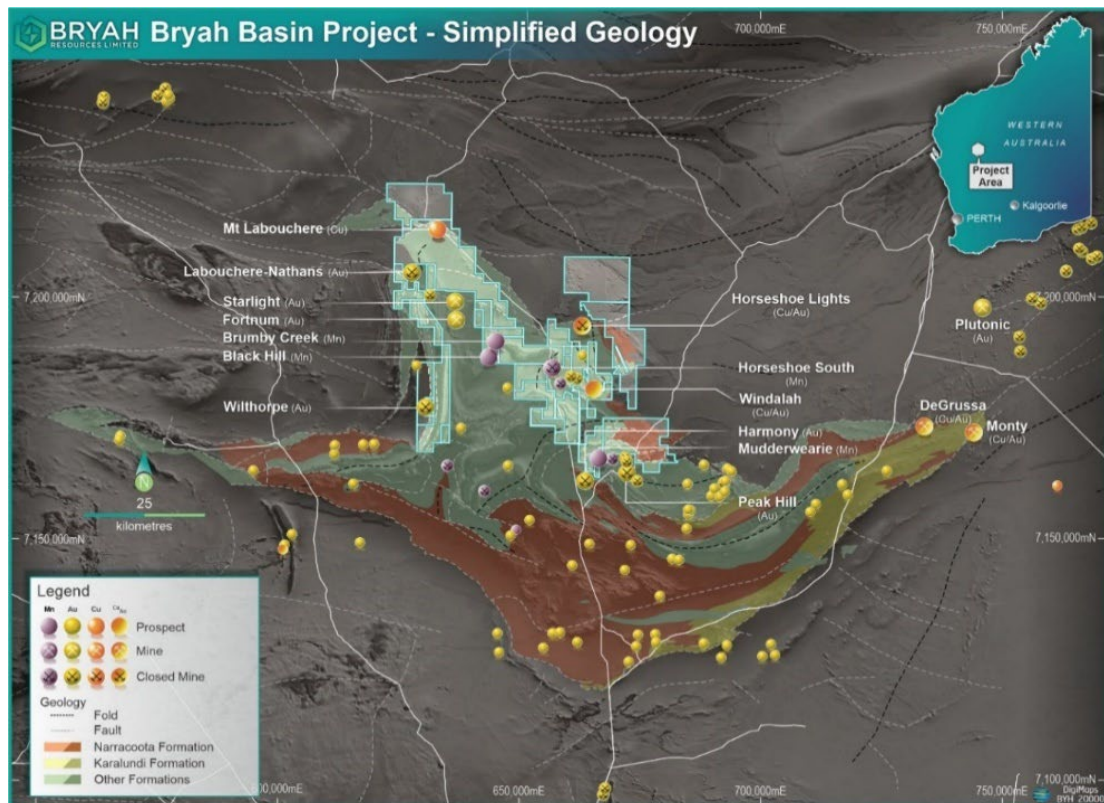 BRYAH
RESOURCES LIMITED
Bryah Basin Project - Simplified Geology
700,000mE
750,000mE
WESTERN
AUSTRALIA
Project
Area
Kalgoorlie
PERTH
Mt Labouchere (Cu)
Labouchere-Nathans (Au)
7,200,000mN
Starlight (Au)
Fortnum (Au)
Brumby Creek (Mn)
Black Hill (Mn)
Wilthorpe (Au)
Horseshoe Lights
(Cu/Au)
7,200,000mN
Plutonic
(Au)
Horseshoe South
(Mn)
Windalah
(Cu/Au)
Harmony (Au)
Mudderwearie (Mn)
DeGrussa
(Cu/Au)
Monty
(Cu/Au)
Peak Hill
(Au)
N
25
kilometres
7,150,000mN
7,150,000mN
Legend
Mn Au Cu Cu/Au
Prospect
Mine
Closed Mine
Geology
Fold
Fault
Narracoota Formation
Karalundi Formation
Other Formations
650,000mE
700,000mE
750,000mE
7,100,000mN
DigiMaps